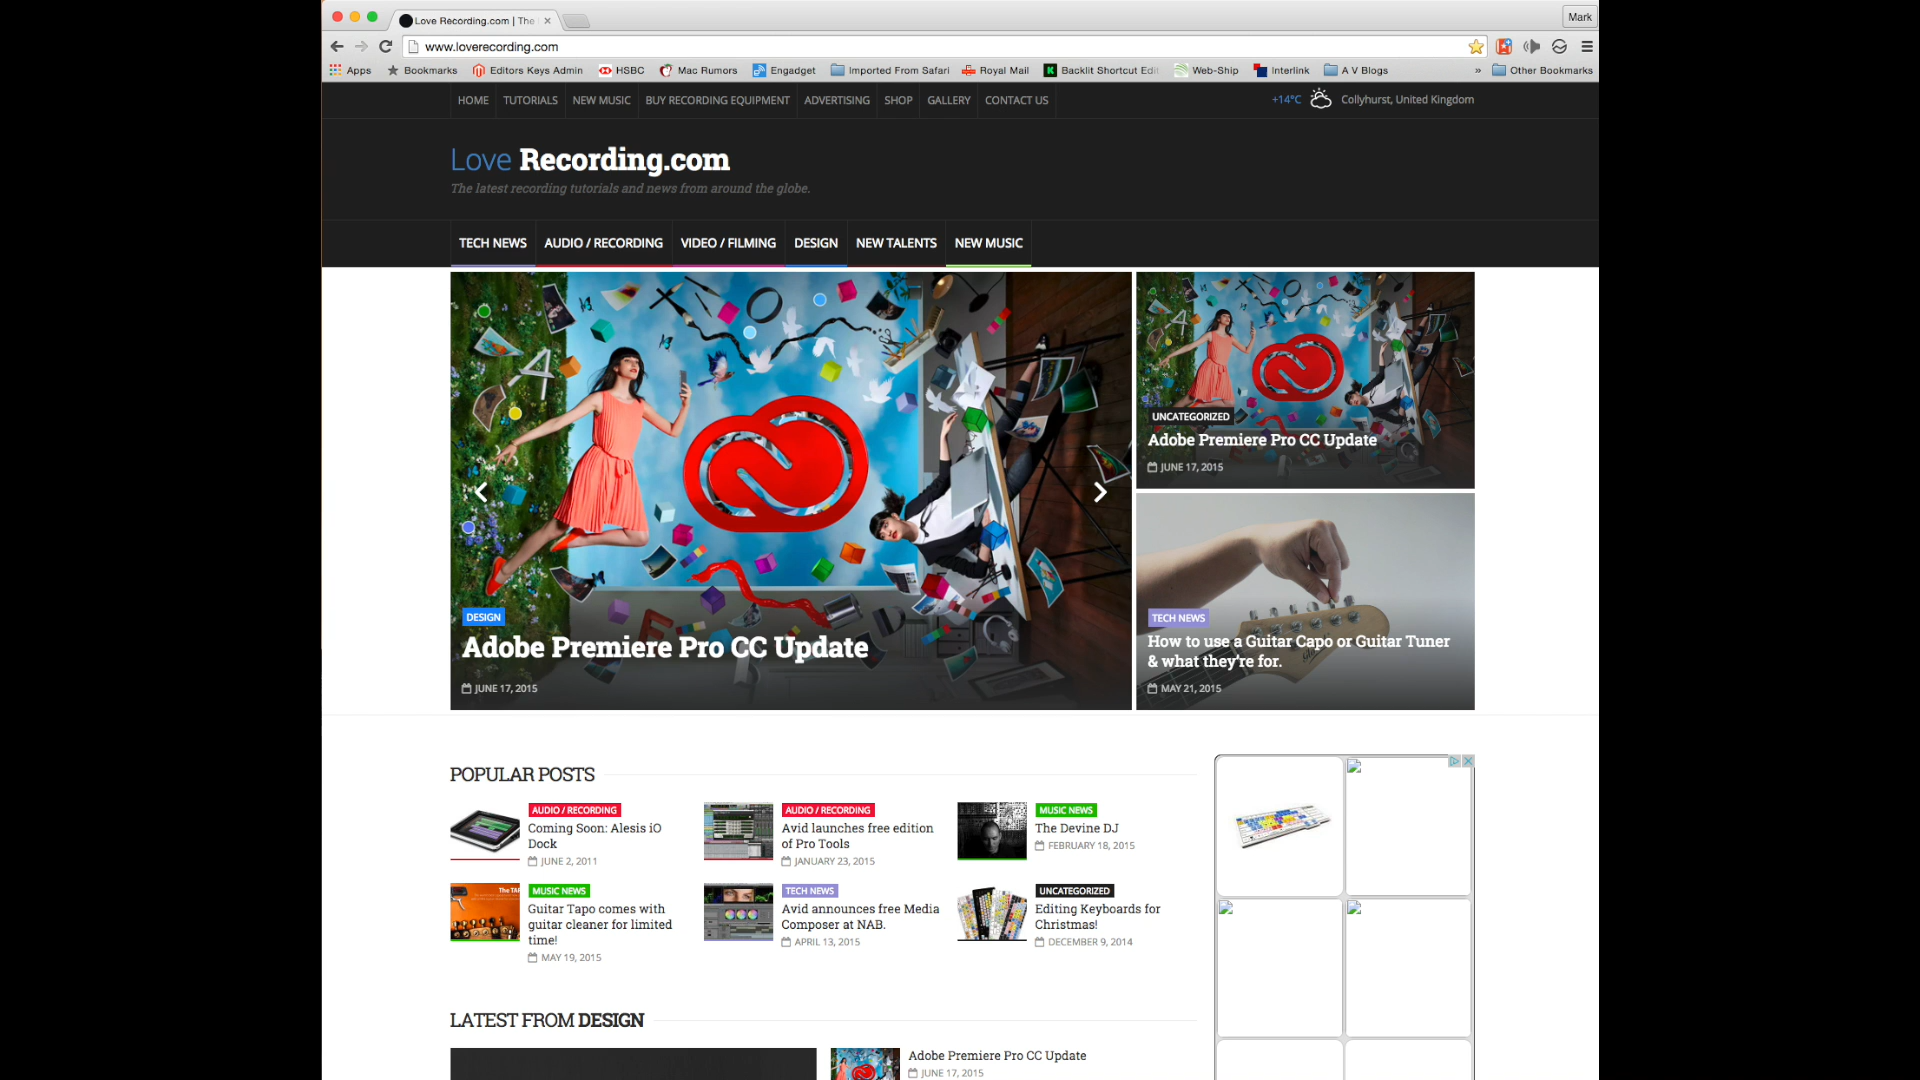 Love Recording.com | The
Mark
www.loverecording.com
Apps
Bookmarks
Editors Keys Admin
HSBC
Mac Rumors
Engadget
Imported From Safari
Royal Mail
Backlit Shortcut Edit
Web-Ship
Interlink
A V Blogs
»
Other Bookmarks
HOME
TUTORIALS
NEW MUSIC
BUY RECORDING EQUIPMENT
ADVERTISING
SHOP
GALLERY
CONTACT US
+14°C
Collyhurst, United Kingdom
Love Recording.com
The latest recording tutorials and news from around the globe.
TECH NEWS
AUDIO / RECORDING
VIDEO / FILMING
DESIGN
NEW TALENTS
NEW MUSIC
DESIGN
Adobe Premiere Pro CC Update
JUNE 17, 2015
UNCATEGORIZED
Adobe Premiere Pro CC Update
JUNE 17, 2015
TECH NEWS
How to use a Guitar Capo or Guitar Tuner
& what they're for.
MAY 21, 2015
POPULAR POSTS
AUDIO / RECORDING
Coming Soon: Alesis iO
Dock
JUNE 2, 2011
AUDIO / RECORDING
Avid launches free edition
of Pro Tools
JANUARY 23, 2015
MUSIC NEWS
The Devine DJ
FEBRUARY 18, 2015
MUSIC NEWS
Guitar Tapo comes with
guitar cleaner for limited
time!
MAY 19, 2015
TECH NEWS
Avid announces free Media
Composer at NAB.
APRIL 13, 2015
UNCATEGORIZED
Editing Keyboards for
Christmas!
DECEMBER 9, 2014
LATEST FROM DESIGN
Adobe Premiere Pro CC Update
JUNE 17, 2015